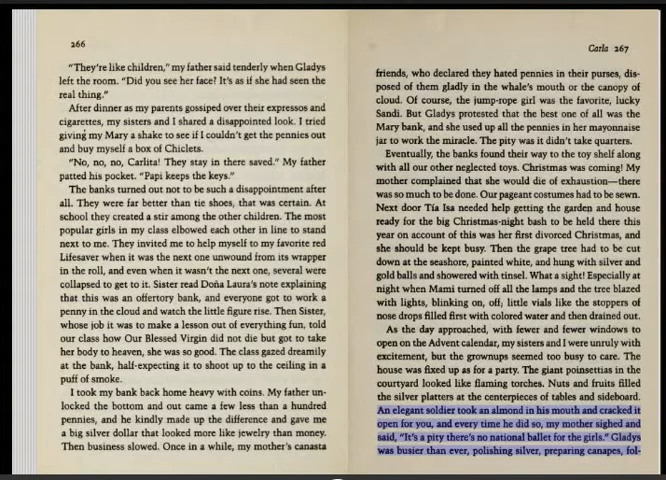 266
"They're like children," my father said tenderly when Gladys
left the room. "Did you see her face? It's as if she had seen the
real thing."
After dinner as my parents gossiped over their expressos and
cigarettes, my sisters and I shared a disappointed look. I tried
giving my Mary a shake to see if I couldn't get the pennies out
and buy myself a box of Chiclets.
"No, no, no, Carlita! They stay in there saved." My father
patted his pocket. "Papi keeps the keys."
The banks turned out not to be such a disappointment after
all. They were far better than tie shoes, that was certain. At
school they created a stir among the other children. The most
popular girls in my class elbowed each other in line to stand
next to me. They invited me to help myself to my favorite red
Lifesaver when it was the next one unwound from its wrapper
in the roll, and even when it wasn't the next one, several were
collapsed to get to it. Sister read Doña Laura's note explaining
that this was an offertory bank, and everyone got to work a
penny in the cloud and watch the little figure rise. Then Sister,
whose job it was to make a lesson out of everything fun, told
our class how Our Blessed Virgin did not die but got to take
her body to heaven, she was so good. The class gazed dreamily
at the bank, half-expecting it to shoot up to the ceiling in a
puff of smoke.
I took my bank back home heavy with coins. My father un-
locked the bottom and out came a few less than a hundred
pennies, and he kindly made up the difference and gave me
a big silver dollar that looked more like jewelry than money.
Then business slowed. Once in a while, my mother's canasta
Carla 267
friends, who declared they hated pennies in their purses, dis-
posed of them gladly in the whale's mouth or the canopy of
cloud. Of course, the jump-rope girl was the favorite, lucky
Sandi. But Gladys protested that the best one of all was the
Mary bank, and she used up all the pennies in her mayonnaise
jar to work the miracle. The pity was it didn't take quarters.
Eventually, the banks found their way to the toy shelf along
with all our other neglected toys. Christmas was coming! My
mother complained that she would die of exhaustion—there
was so much to be done. Our pageant costumes had to be sewn.
Next door Tía Isa needed help getting the garden and house
ready for the big Christmas-night bash to be held there this
year on account of this was her first divorced Christmas, and
she should be kept busy. Then the grape tree had to be cut
down at the seashore, painted white, and hung with silver and
gold balls and showered with tinsel. What a sight! Especially at
night when Mami turned off all the lamps and the tree blazed
with lights, blinking on, off; little vials like the stoppers of
nose drops filled first with colored water and then drained out.
As the day approached, with fewer and fewer windows to
open on the Advent calendar, my sisters and I were unruly with
excitement, but the grownups seemed too busy to care. The
house was fixed up as for a party. The giant poinsettias in the
courtyard looked like flaming torches. Nuts and fruits filled
the silver platters at the centerpieces of tables and sideboard.
An elegant soldier took an almond in his mouth and cracked it
open for you, and every time he did so, my mother sighed and
said, "It's a pity there's no national ballet for the girls." Gladys
was busier than ever, polishing silver, preparing canapes, fol-